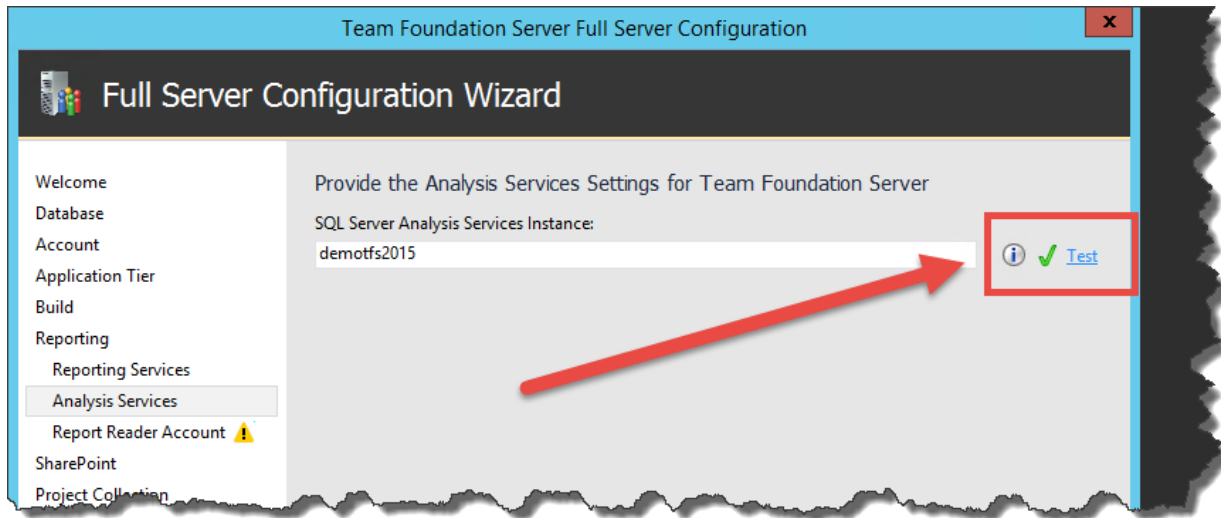 Team Foundation Server Full Server Configuration
x
Full Server Configuration Wizard
Welcome
Database
Account
Application Tier
Build
Reporting
Reporting Services
Analysis Services
Report Reader Account
SharePoint
Project Collection
Provide the Analysis Services Settings for Team Foundation Server
SQL Server Analysis Services Instance:
demotfs2015
Test